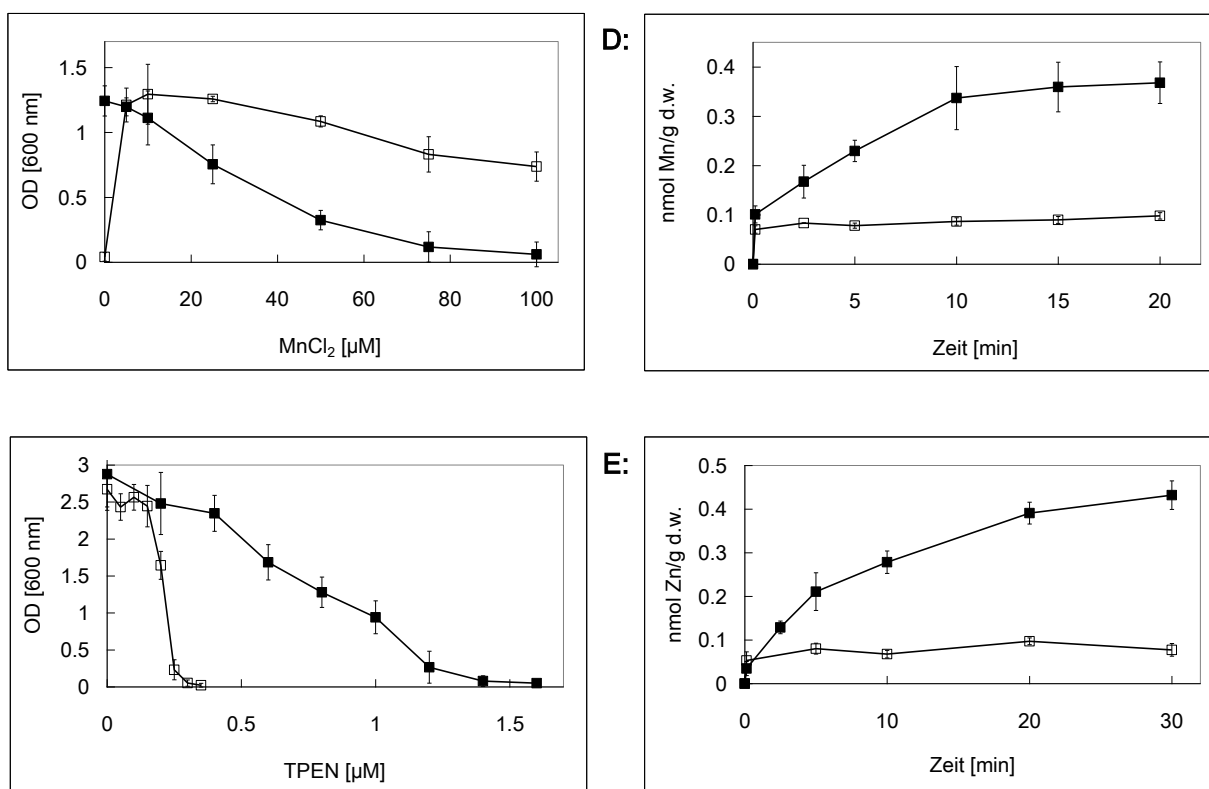 1.5
1
0.5
0
OD [600 nm]
0 20 40 60 80 100
MnCl₂ [µM]
D:
0.4
0.3
0.2
0.1
0
nmol Mn/g d.w.
0 5 10 15 20
Zeit [min]
3
2.5
2
1.5
1
0.5
0
OD [600 nm]
0 0.5 1 1.5
TPEN [µM]
E:
0.5
0.4
0.3
0.2
0.1
0
nmol Zn/g d.w.
0 10 20 30
Zeit [min]